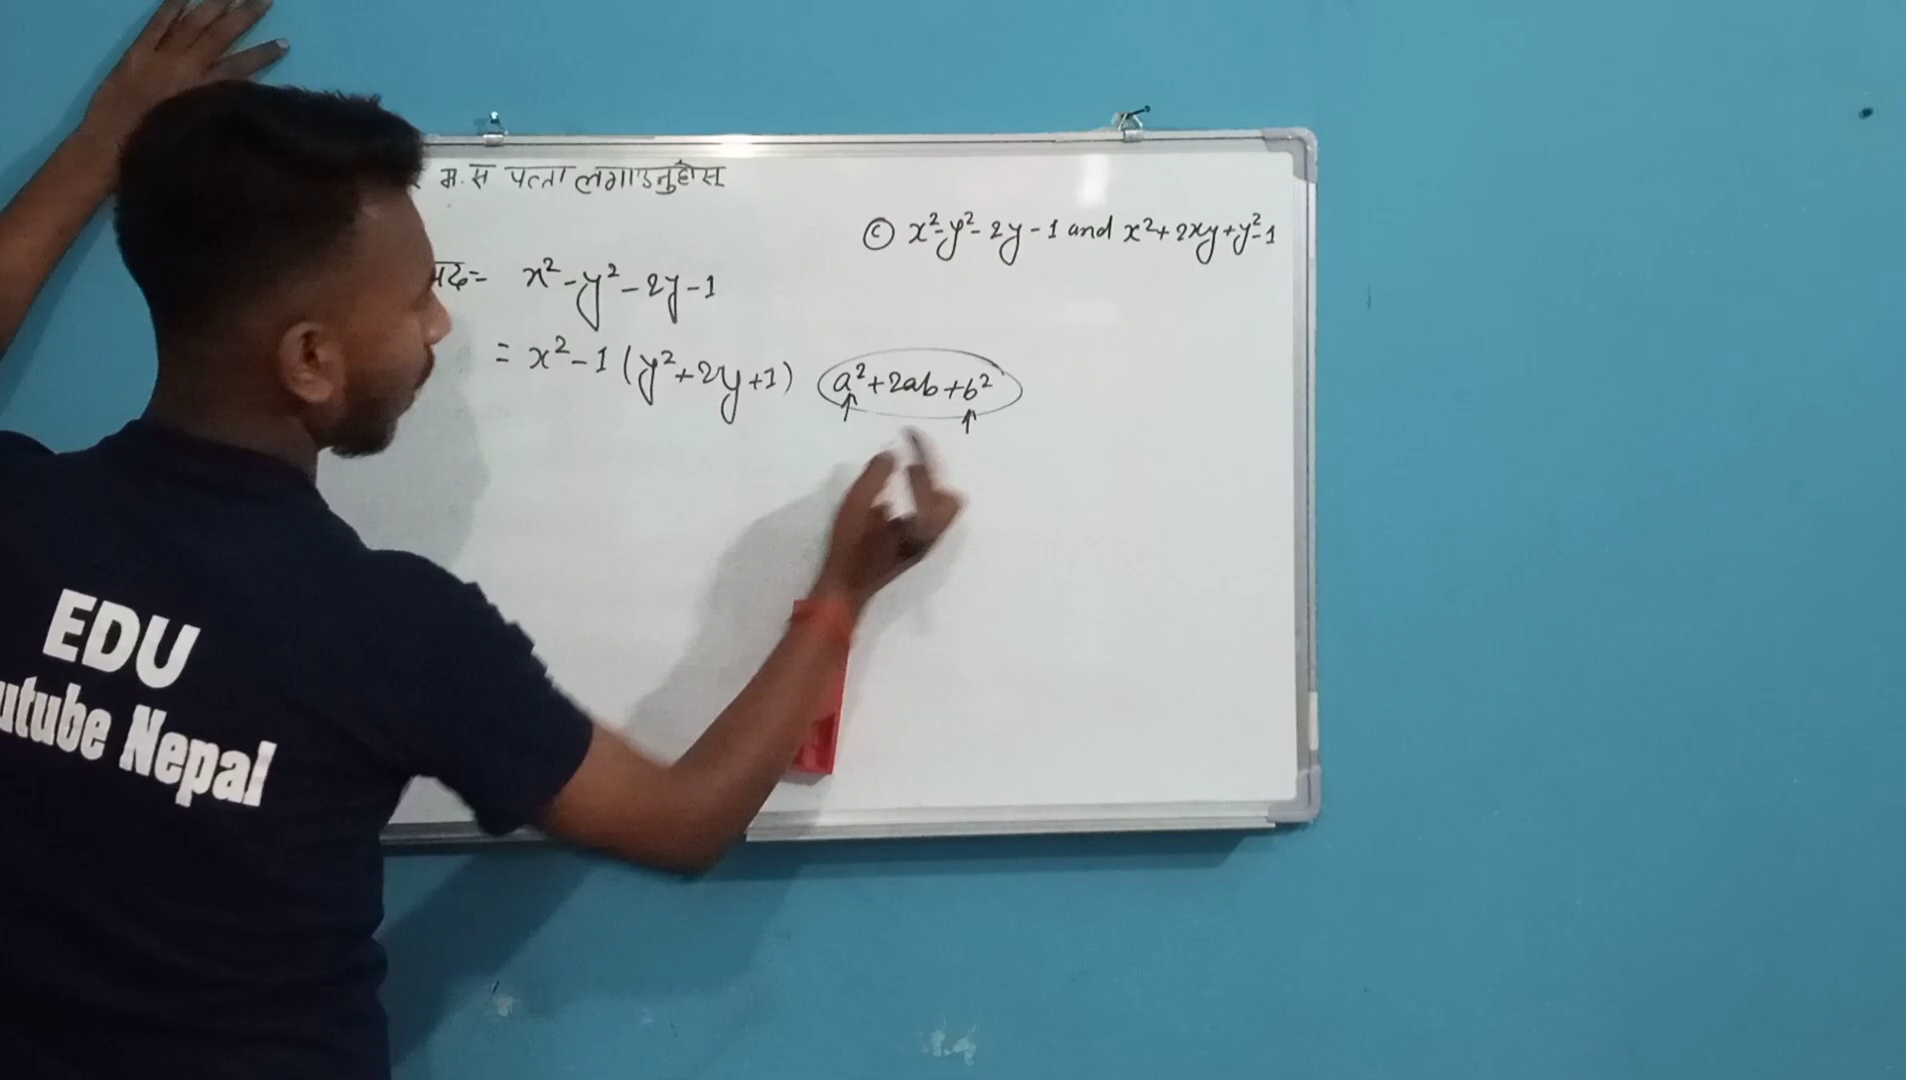 म.स पत्ता लगाउनुहोस्
ⓒ x²-y²-2y-1 and x²+2xy+y²-1
पद= x²-y²-2y-1
= x²-1(y²+2y+1) a²+2ab+b²
EDU
utube Nepal